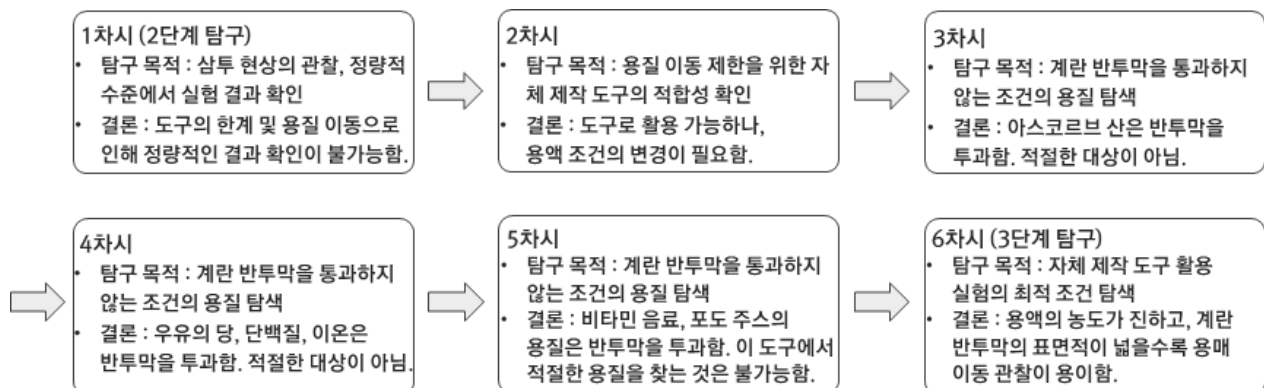 1차시 (2단계 탐구)
• 탐구 목적 : 삼투 현상의 관찰, 정량적
수준에서 실험 결과 확인
• 결론 : 도구의 한계 및 용질 이동으로
인해 정량적인 결과 확인이 불가능함.
2차시
• 탐구 목적 : 용질 이동 제한을 위한 자
체 제작 도구의 적합성 확인
• 결론 : 도구로 활용 가능하나,
용액 조건의 변경이 필요함.
3차시
• 탐구 목적 : 계란 반투막을 통과하지
않는 조건의 용질 탐색
• 결론 : 아스코르브 산은 반투막을
투과함. 적절한 대상이 아님.
4차시
• 탐구 목적 : 계란 반투막을 통과하지
않는 조건의 용질 탐색
• 결론 : 우유의 당, 단백질, 이온은
반투막을 투과함. 적절한 대상이 아님.
5차시
• 탐구 목적 : 계란 반투막을 통과하지
않는 조건의 용질 탐색
• 결론 : 비타민 음료, 포도 주스의
용질은 반투막을 투과함. 이 도구에서
적절한 용질을 찾는 것은 불가능함.
6차시 (3단계 탐구)
• 탐구 목적 : 자체 제작 도구 활용
실험의 최적 조건 탐색
• 결론 : 용액의 농도가 진하고, 계란
반투막의 표면적이 넓을수록 용매
이동 관찰이 용이함.